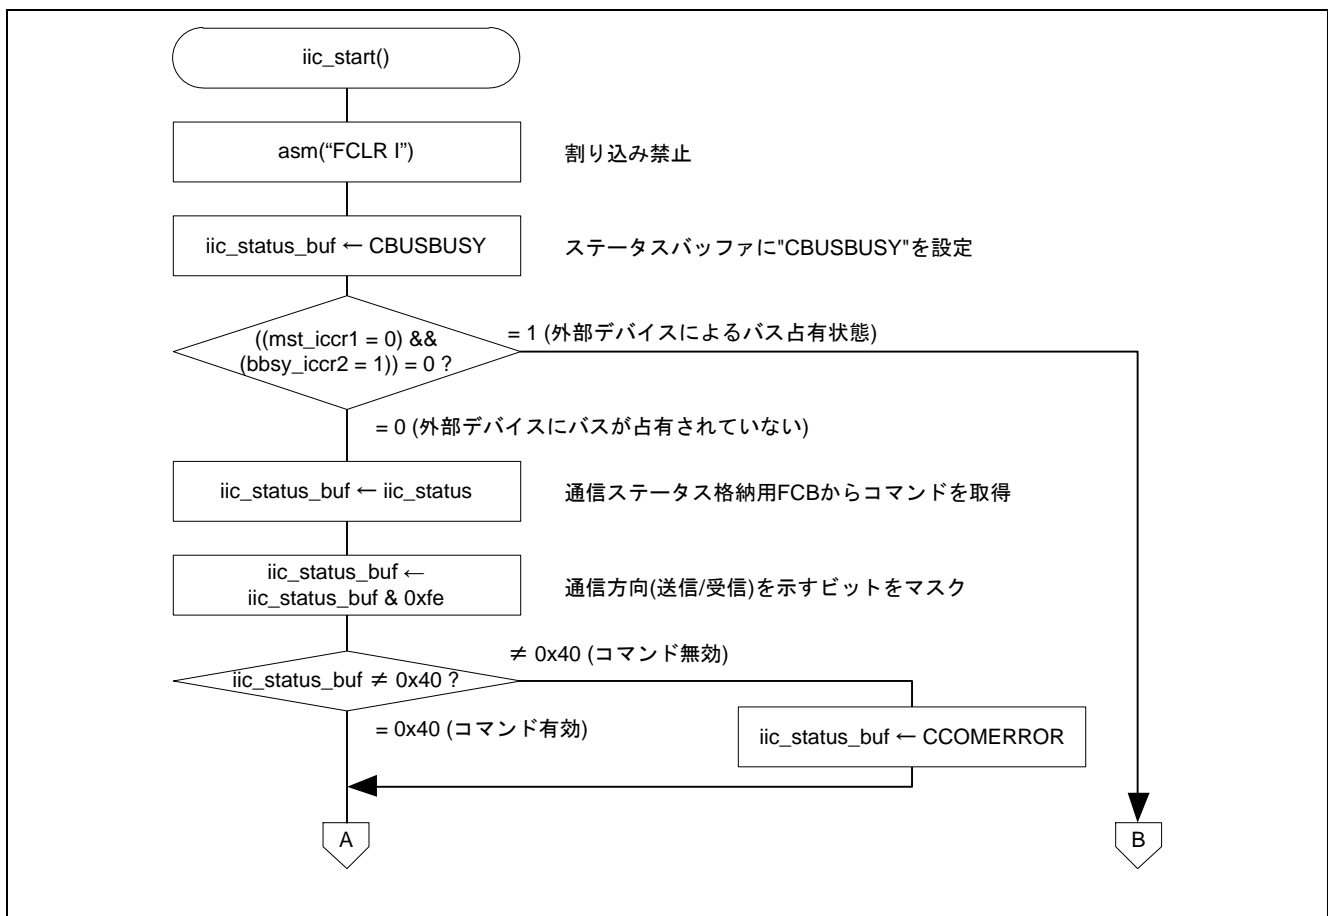 iic_start()
asm(“FCLR I”)
割り込み禁止
iic_status_buf ← CBUSBUSY
ステータスバッファに"CBUSBUSY"を設定
((mst_iccr1 = 0) &&
(bbsy_iccr2 = 1)) = 0 ?
= 1 (外部デバイスによるバス占有状態)
= 0 (外部デバイスにバスが占有されていない)
iic_status_buf ← iic_status
通信ステータス格納用FCBからコマンドを取得
iic_status_buf ←
iic_status_buf & 0xfe
通信方向(送信/受信)を示すビットをマスク
iic_status_buf ≠ 0x40 ?
≠ 0x40 (コマンド無効)
= 0x40 (コマンド有効)
iic_status_buf ← CCOMERROR
A
B